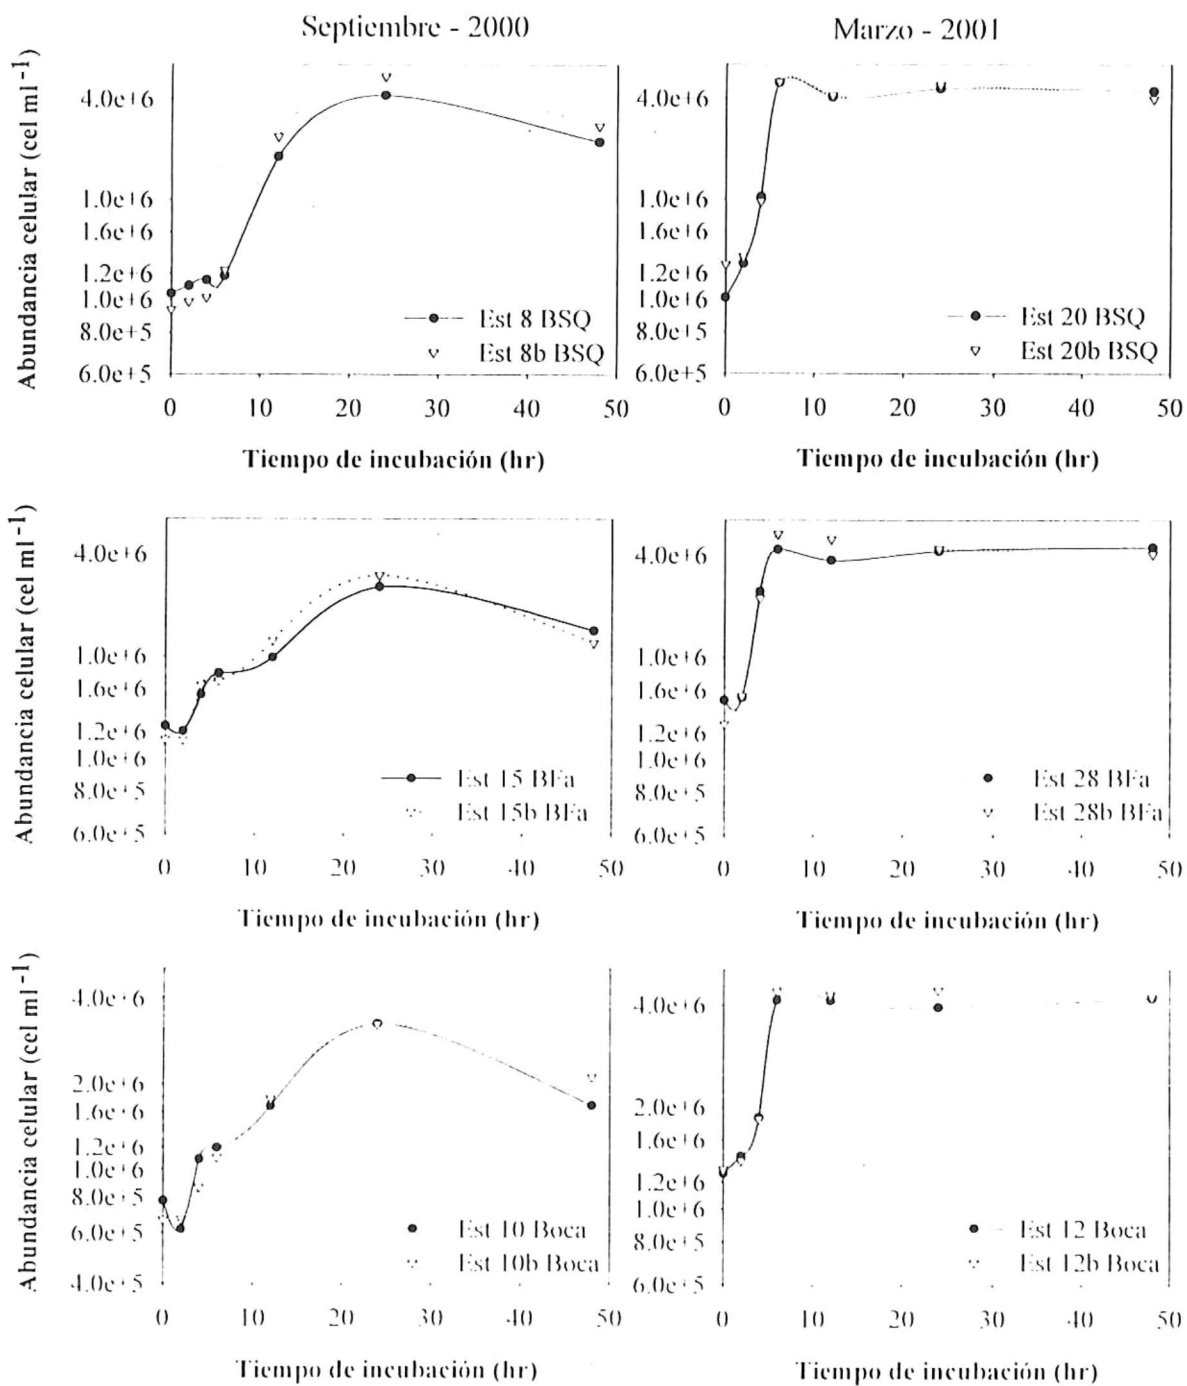 Septiembre - 2000
Marzo - 2001
Abundancia celular (cel ml⁻¹)
4.0e+6
1.0e+6
1.6e+6
1.2e+6
1.0e+6
8.0e+5
6.0e+5
Est 8 BSQ
Est 8b BSQ
0 10 20 30 40 50
Tiempo de incubación (hr)
4.0e+6
1.0e+6
1.6e+6
1.2e+6
1.0e+6
8.0e+5
6.0e+5
Est 20 BSQ
Est 20b BSQ
0 10 20 30 40 50
Tiempo de incubación (hr)
Abundancia celular (cel ml⁻¹)
4.0e+6
1.0e+6
1.6e+6
1.2e+6
1.0e+6
8.0e+5
6.0e+5
Est 15 BFa
Est 15b BFa
0 10 20 30 40 50
Tiempo de incubación (hr)
4.0e+6
1.0e+6
1.6e+6
1.2e+6
1.0e+6
8.0e+5
6.0e+5
Est 28 BFa
Est 28b BFa
0 10 20 30 40 50
Tiempo de incubación (hr)
Abundancia celular (cel ml⁻¹)
4.0e+6
2.0e+6
1.6e+6
1.2e+6
1.0e+6
8.0e+5
6.0e+5
4.0e+5
Est 10 Boca
Est 10b Boca
0 10 20 30 40 50
Tiempo de incubación (hr)
4.0e+6
2.0e+6
1.6e+6
1.2e+6
1.0e+6
8.0e+5
6.0e+5
Est 12 Boca
Est 12b Boca
0 10 20 30 40 50
Tiempo de incubación (hr)